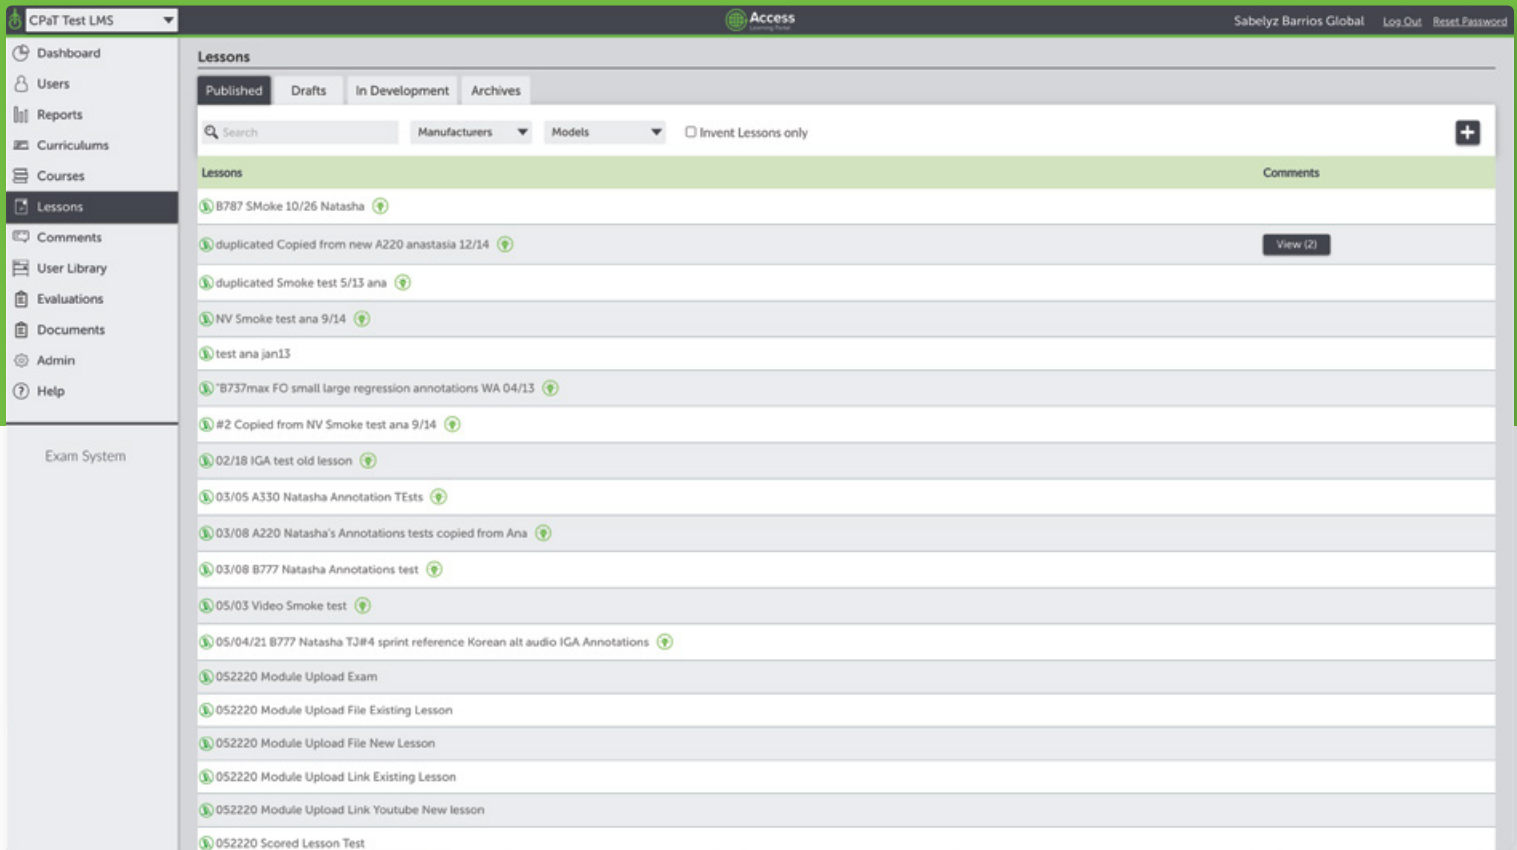 CPaT Test LMS
Access
Learning Portal
Sabelyz Barrios Global
Log Out
Reset Password
Dashboard
Users
Reports
Curriculums
Courses
Lessons
Comments
User Library
Evaluations
Documents
Admin
Help
Exam System
Lessons
Published
Drafts
In Development
Archives
Search
Manufacturers
Models
Invent Lessons only
Lessons
Comments
B787 SMoke 10/26 Natasha
duplicated Copied from new A220 anastasia 12/14
View (2)
duplicated Smoke test 5/13 ana
NV Smoke test ana 9/14
test ana jan13
"B737max FO small large regression annotations WA 04/13
#2 Copied from NV Smoke test ana 9/14
02/18 IGA test old lesson
03/05 A330 Natasha Annotation TEsts
03/08 A220 Natasha's Annotations tests copied from Ana
03/08 B777 Natasha Annotations test
05/03 Video Smoke test
05/04/21 B777 Natasha TJ#4 sprint reference Korean alt audio IGA Annotations
052220 Module Upload Exam
052220 Module Upload File Existing Lesson
052220 Module Upload File New Lesson
052220 Module Upload Link Existing Lesson
052220 Module Upload Link Youtube New lesson
052220 Scored Lesson Test